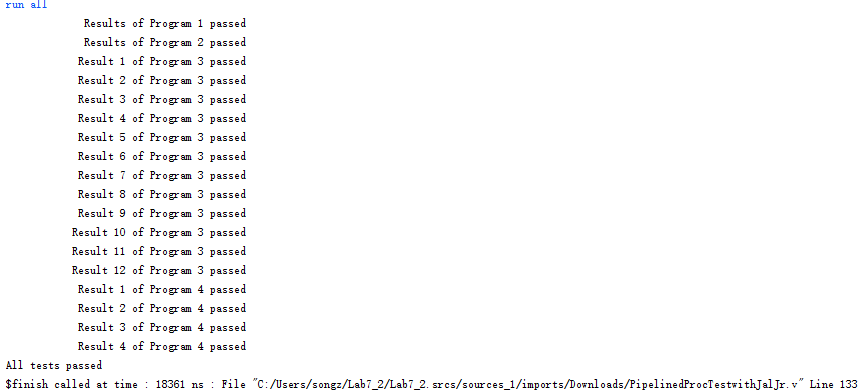 run all
Results of Program 1 passed
Results of Program 2 passed
Result 1 of Program 3 passed
Result 2 of Program 3 passed
Result 3 of Program 3 passed
Result 4 of Program 3 passed
Result 5 of Program 3 passed
Result 6 of Program 3 passed
Result 7 of Program 3 passed
Result 8 of Program 3 passed
Result 9 of Program 3 passed
Result 10 of Program 3 passed
Result 11 of Program 3 passed
Result 12 of Program 3 passed
Result 1 of Program 4 passed
Result 2 of Program 4 passed
Result 3 of Program 4 passed
Result 4 of Program 4 passed
All tests passed
$finish called at time : 18361 ns : File "C:/Users/songz/Lab7_2/Lab7_2.srcs/sources_1/imports/Downloads/PipelinedProcTestwithJalJr.v" Line 133